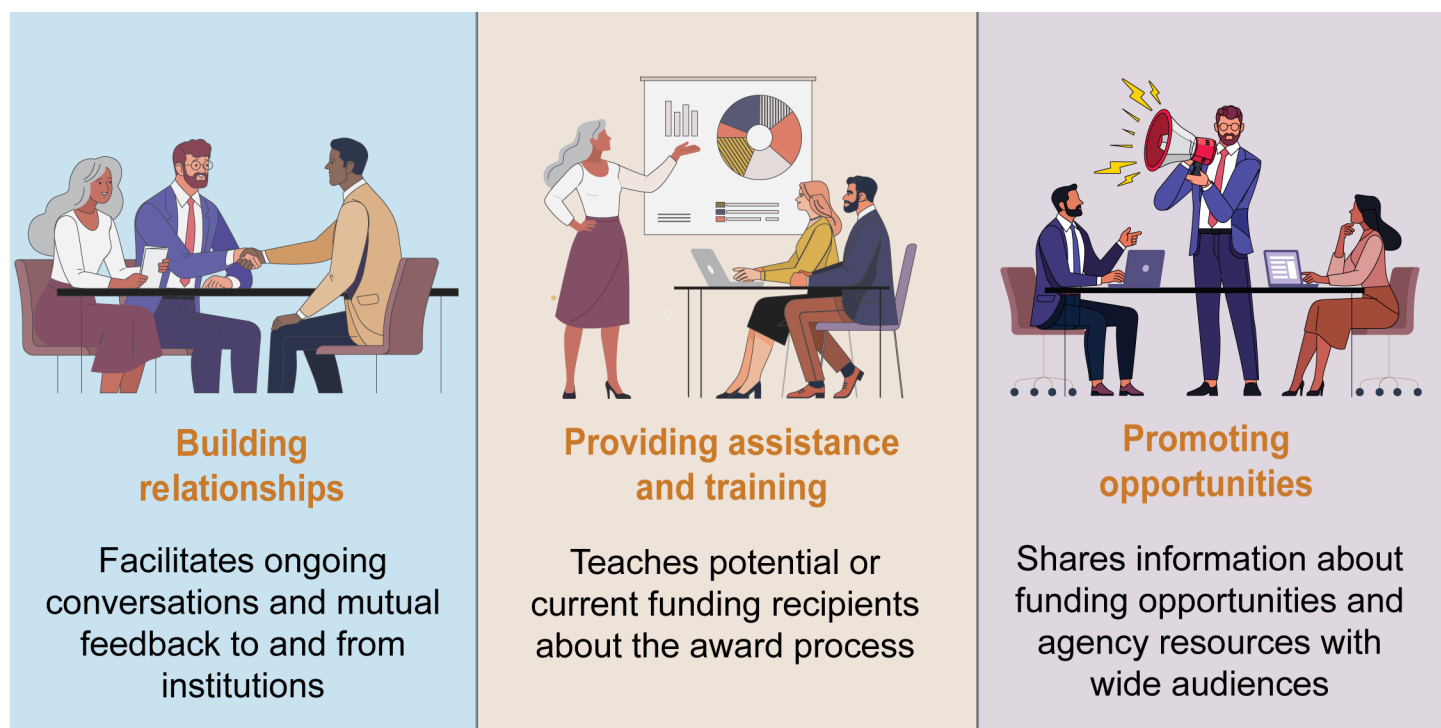 Building
relationships
Facilitates ongoing
conversations and mutual
feedback to and from
institutions
Providing assistance
and training
Teaches potential or
current funding recipients
about the award process
Promoting
opportunities
Shares information about
funding opportunities and
agency resources with
wide audiences